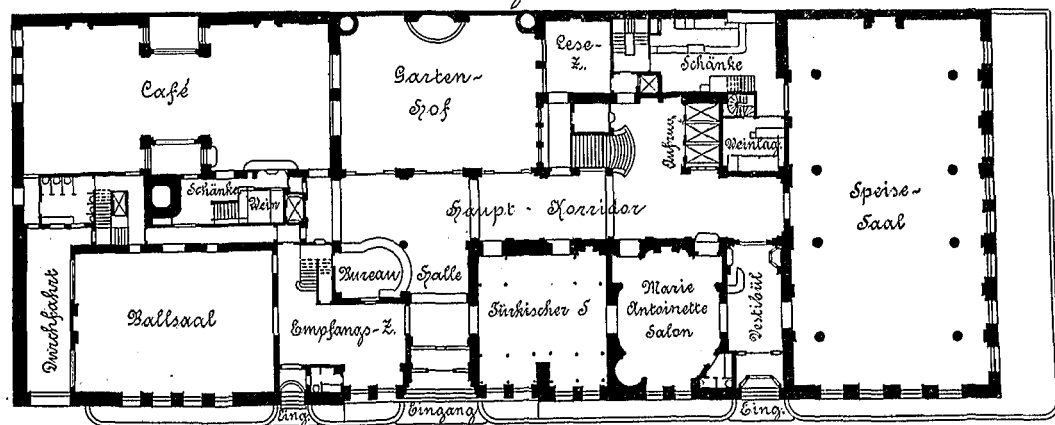 Lese-
Z.
Café
Garten-
Hof
Schänke
Aufzug
Weinlag.
Schänke
Wein
Haupt - Korridor
Speise-
Saal
Durchfahrt
Ballsaal
Bureau
Halle
Empfangs-Z.
Türkischer S
Marie
Antoinette
Salon
Vestibül
Eing.
Eingang
Eing.